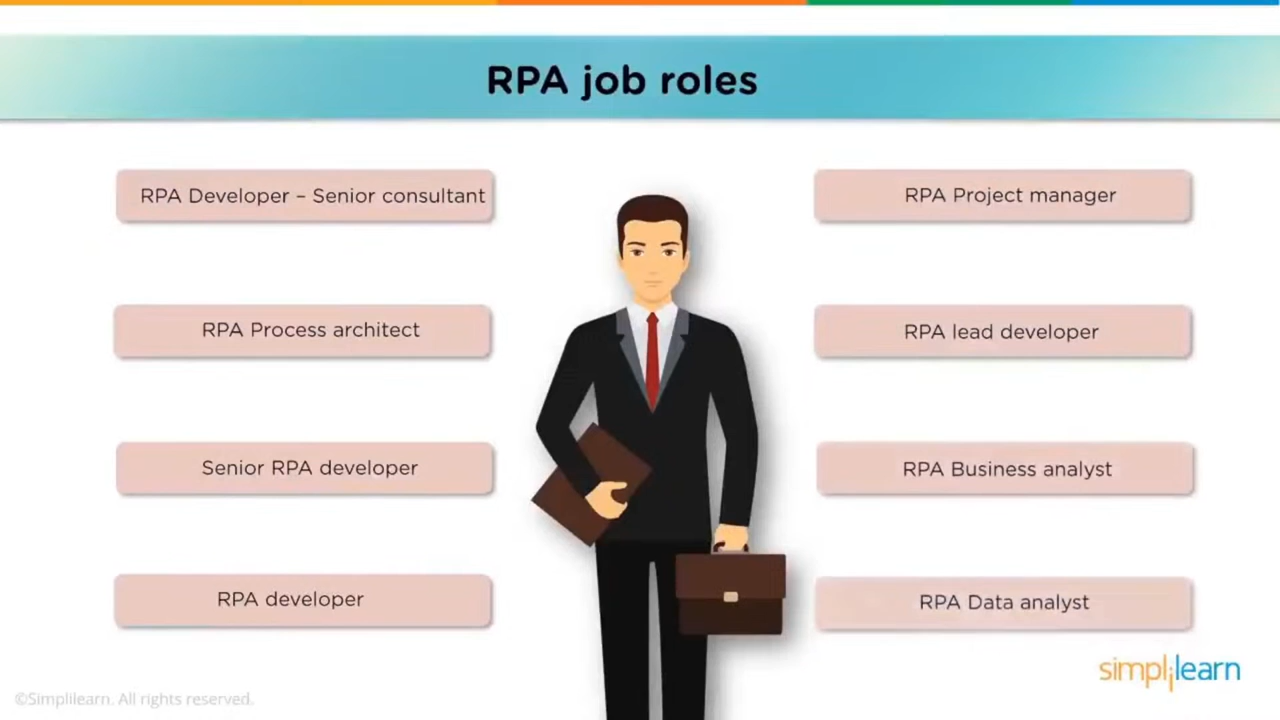 RPA job roles
RPA Developer – Senior consultant
RPA Process architect
Senior RPA developer
RPA developer
RPA Project manager
RPA lead developer
RPA Business analyst
RPA Data analyst
simplilearn
©Simplilearn. All rights reserved.